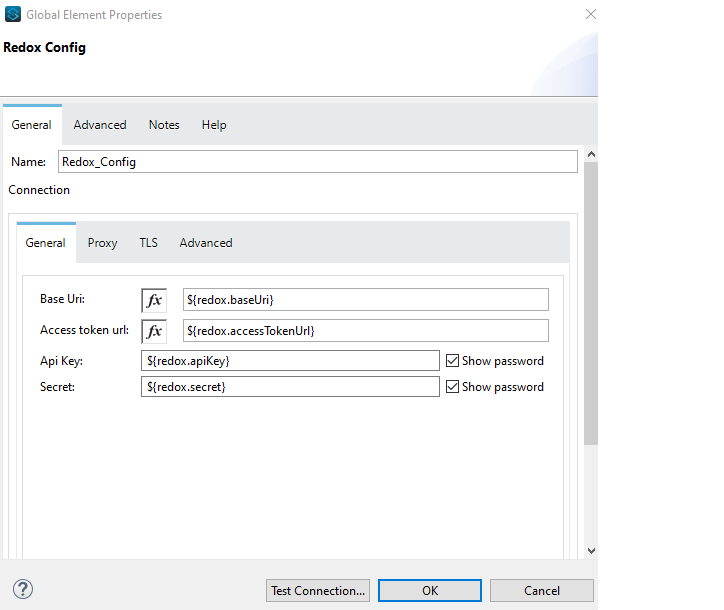 Global Element Properties
Redox Config
General Advanced Notes Help
Name: Redox_Config
Connection
General Proxy TLS Advanced
Base Uri: fx ${redox.baseUri}
Access token url: fx ${redox.accessTokenUrl}
Api Key: ${redox.apiKey} Show password
Secret: ${redox.secret} Show password
? Test Connection... OK Cancel